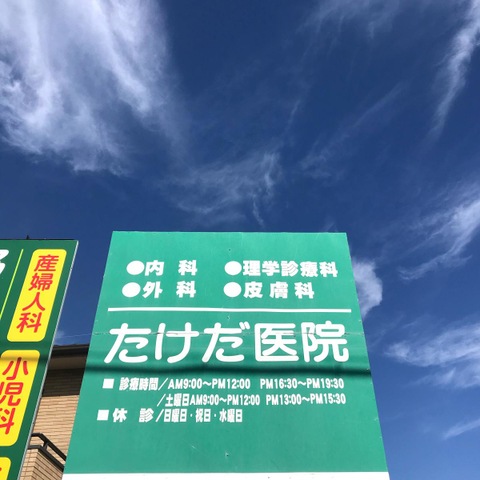 ●内科 ●理学診療科
●外科 ●皮膚科
たけだ医院
■診療時間/AM9:00〜PM12:00 PM16:30〜PM19:30
/土曜日AM9:00〜PM12:00 PM13:00〜PM15:30
■休診/日曜日・祝日・水曜日
産婦人科
小児科